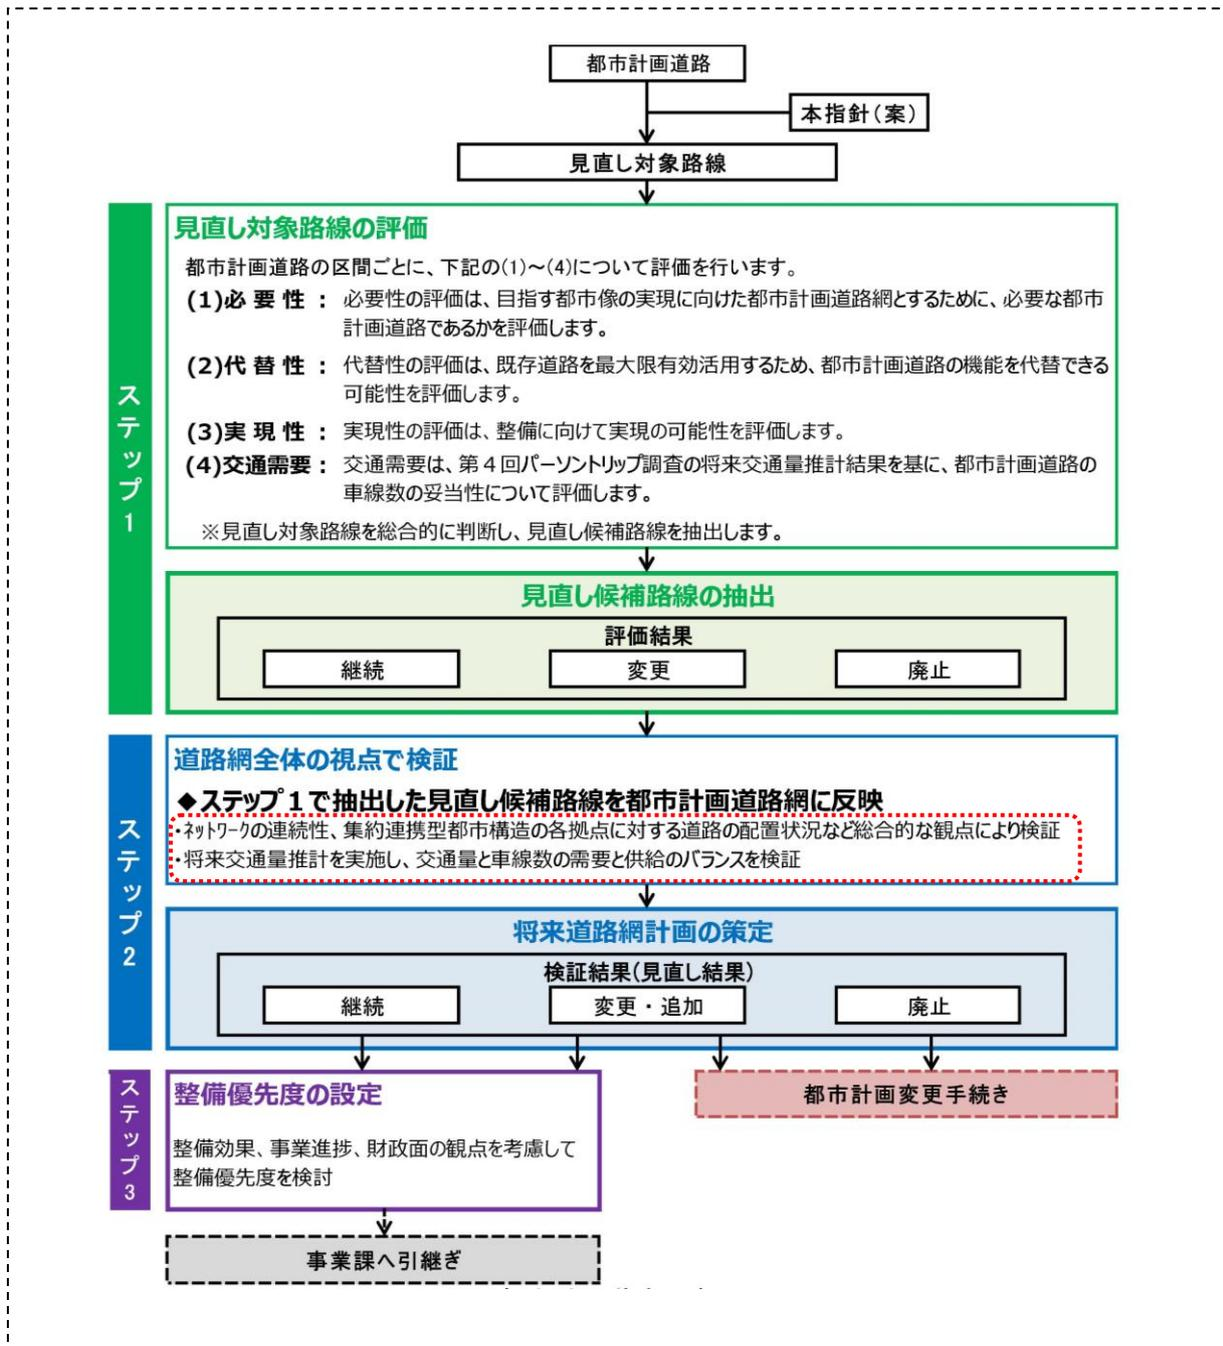 都市計画道路
本指針(案)
見直し対象路線
ステップ1
見直し対象路線の評価
都市計画道路の区間ごとに、下記の(1)~(4)について評価を行います。
(1)必 要 性 : 必要性の評価は、目指す都市像の実現に向けた都市計画道路網とするために、必要な都市
計画道路であるかを評価します。
(2)代 替 性 : 代替性の評価は、既存道路を最大限有効活用するため、都市計画道路の機能を代替できる
可能性を評価します。
(3)実 現 性 : 実現性の評価は、整備に向けて実現の可能性を評価します。
(4)交通需要 : 交通需要は、第4回パーソントリップ調査の将来交通量推計結果を基に、都市計画道路の
車線数の妥当性について評価します。
※見直し対象路線を総合的に判断し、見直し候補路線を抽出します。
見直し候補路線の抽出
評価結果
継続 変更 廃止
ステップ2
道路網全体の視点で検証
◆ステップ1で抽出した見直し候補路線を都市計画道路網に反映
・ネットワークの連続性、集約連携型都市構造の各拠点に対する道路の配置状況など総合的な観点により検証
・将来交通量推計を実施し、交通量と車線数の需要と供給のバランスを検証
将来道路網計画の策定
検証結果(見直し結果)
継続 変更・追加 廃止
ステップ3
整備優先度の設定
整備効果、事業進捗、財政面の観点を考慮して
整備優先度を検討
都市計画変更手続き
事業課へ引継ぎ